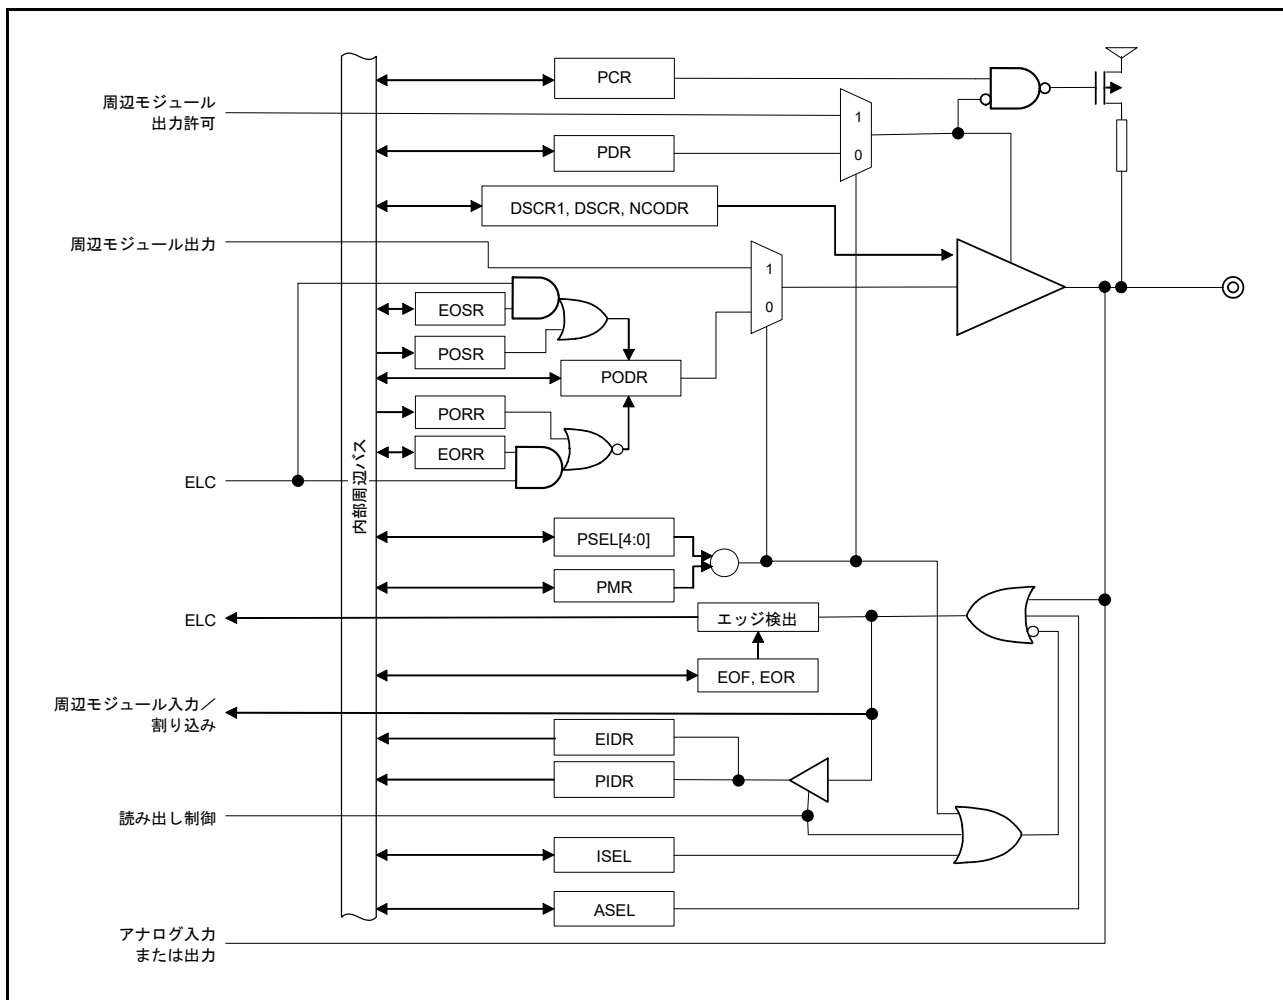 PCR
周辺モジュール
出力許可
1
PDR
0
DSCR1, DSCR, NCODR
周辺モジュール出力
1
EOSR
0
POSR
PODR
PORR
EORR
内部周辺バス
ELC
PSEL[4:0]
PMR
ELC
エッジ検出
EOF, EOR
周辺モジュール入力／
割り込み
EIDR
PIDR
読み出し制御
ISEL
ASEL
アナログ入力
または出力